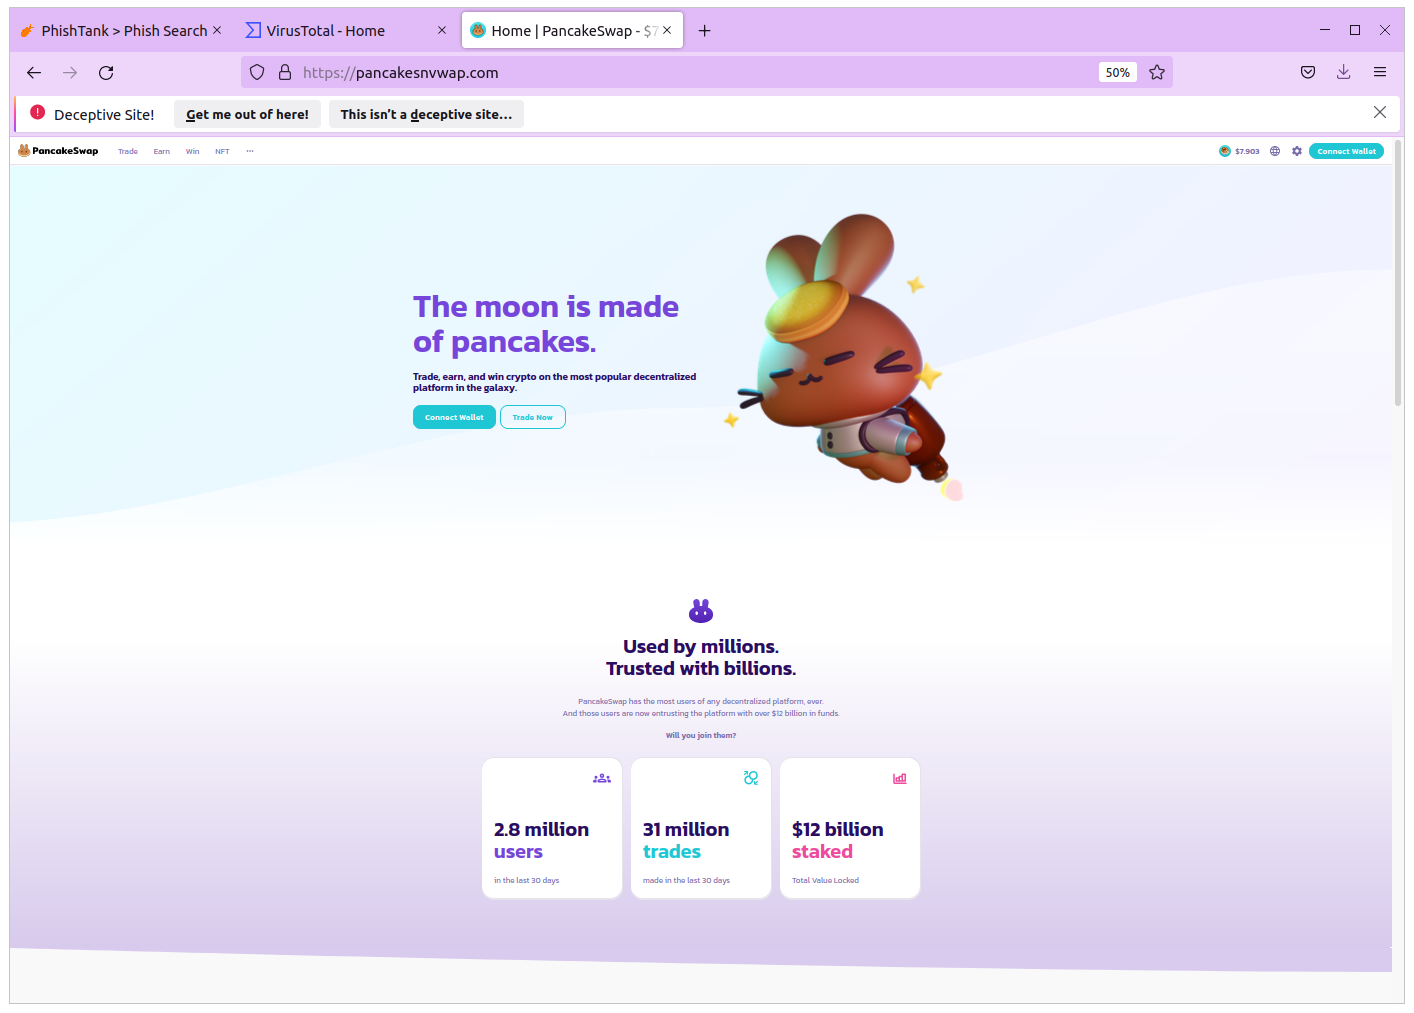 PhishTank > Phish Search
VirusTotal - Home
Home | PancakeSwap - $7
https://pancakesnvwap.com
50%
Deceptive Site!
Get me out of here!
This isn't a deceptive site...
PancakeSwap
Trade
Earn
Win
NFT
$7.903
Connect Wallet
The moon is made
of pancakes.
Trade, earn, and win crypto on the most popular decentralized
platform in the galaxy.
Connect Wallet
Trade Now
Used by millions.
Trusted with billions.
PancakeSwap has the most users of any decentralized platform, ever.
And those users are now entrusting the platform with over $12 billion in funds.
Will you join them?
2.8 million
users
in the last 30 days
31 million
trades
made in the last 30 days
$12 billion
staked
Total Value Locked